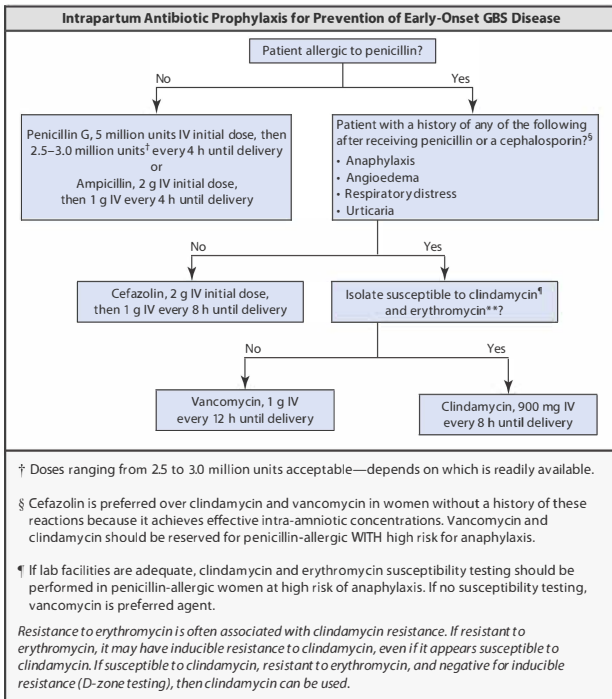 Intrapartum Antibiotic Prophylaxis for Prevention of Early-Onset GBS Disease
Patient allergic to penicillin?
No
Yes
Penicillin G, 5 million units IV initial dose, then
2.5–3.0 million units† every 4 h until delivery
or
Ampicillin, 2 g IV initial dose,
then 1 g IV every 4 h until delivery
Patient with a history of any of the following
after receiving penicillin or a cephalosporin?§
• Anaphylaxis
• Angioedema
• Respiratory distress
• Urticaria
No
Yes
Cefazolin, 2 g IV initial dose,
then 1 g IV every 8 h until delivery
Isolate susceptible to clindamycin¶
and erythromycin**?
No
Yes
Vancomycin, 1 g IV
every 12 h until delivery
Clindamycin, 900 mg IV
every 8 h until delivery
† Doses ranging from 2.5 to 3.0 million units acceptable—depends on which is readily available.
§ Cefazolin is preferred over clindamycin and vancomycin in women without a history of these
reactions because it achieves effective intra-amniotic concentrations. Vancomycin and
clindamycin should be reserved for penicillin-allergic WITH high risk for anaphylaxis.
¶ If lab facilities are adequate, clindamycin and erythromycin susceptibility testing should be
performed in penicillin-allergic women at high risk of anaphylaxis. If no susceptibility testing,
vancomycin is preferred agent.
Resistance to erythromycin is often associated with clindamycin resistance. If resistant to
erythromycin, it may have inducible resistance to clindamycin, even if it appears susceptible to
clindamycin. If susceptible to clindamycin, resistant to erythromycin, and negative for inducible
resistance (D-zone testing), then clindamycin can be used.